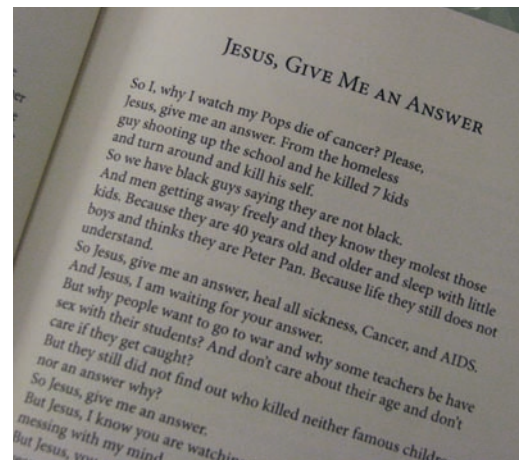 JESUS, GIVE ME AN ANSWER
So I, why I watch my Pops die of cancer? Please,
Jesus, give me an answer. From the homeless
guy shooting up the school and he killed 7 kids
and turn around and kill his self.
So we have black guys saying they are not black.
And men getting away freely and they know they molest those
kids. Because they are 40 years old and older and sleep with little
boys and thinks they are Peter Pan. Because life they still does not
understand.
So Jesus, give me an answer, heal all sickness, Cancer, and AIDS.
And Jesus, I am waiting for your answer.
But why people want to go to war and why some teachers be have
sex with their students? And don't care about their age and don't
care if they get caught?
But they still did not find out who killed neither famous
nor an answer why?
So Jesus, give me an answer.
But Jesus, I know you are
messing with my mind
But Jesus,